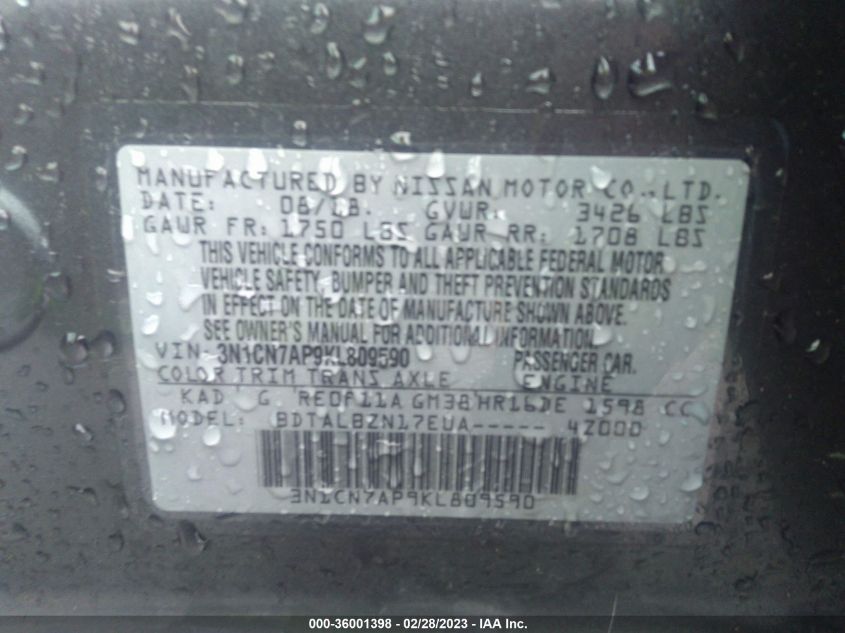 MANUFACTURED BY NISSAN MOTOR CO., LTD.
DATE: 08/18. GVWR: 3426 LBS
GAWR FR: 1750 LBS GAWR RR: 1708 LBS
THIS VEHICLE CONFORMS TO ALL APPLICABLE FEDERAL MOTOR
VEHICLE SAFETY, BUMPER AND THEFT PREVENTION STANDARDS
IN EFFECT ON THE DATE OF MANUFACTURE SHOWN ABOVE.
SEE OWNER'S MANUAL FOR ADDITIONAL INFORMATION.
VIN: 3N1CN7AP9KL809590 PASSENGER CAR.
COLOR TRIM TRANS AXLE ENGINE
KAD G RE0F11A GM38 HR16DE 1598 CC
MODEL: BDTALBZN17EUA----- 4Z000
3N1CN7AP9KL809590
000-36001398 - 02/28/2023 - IAA Inc.